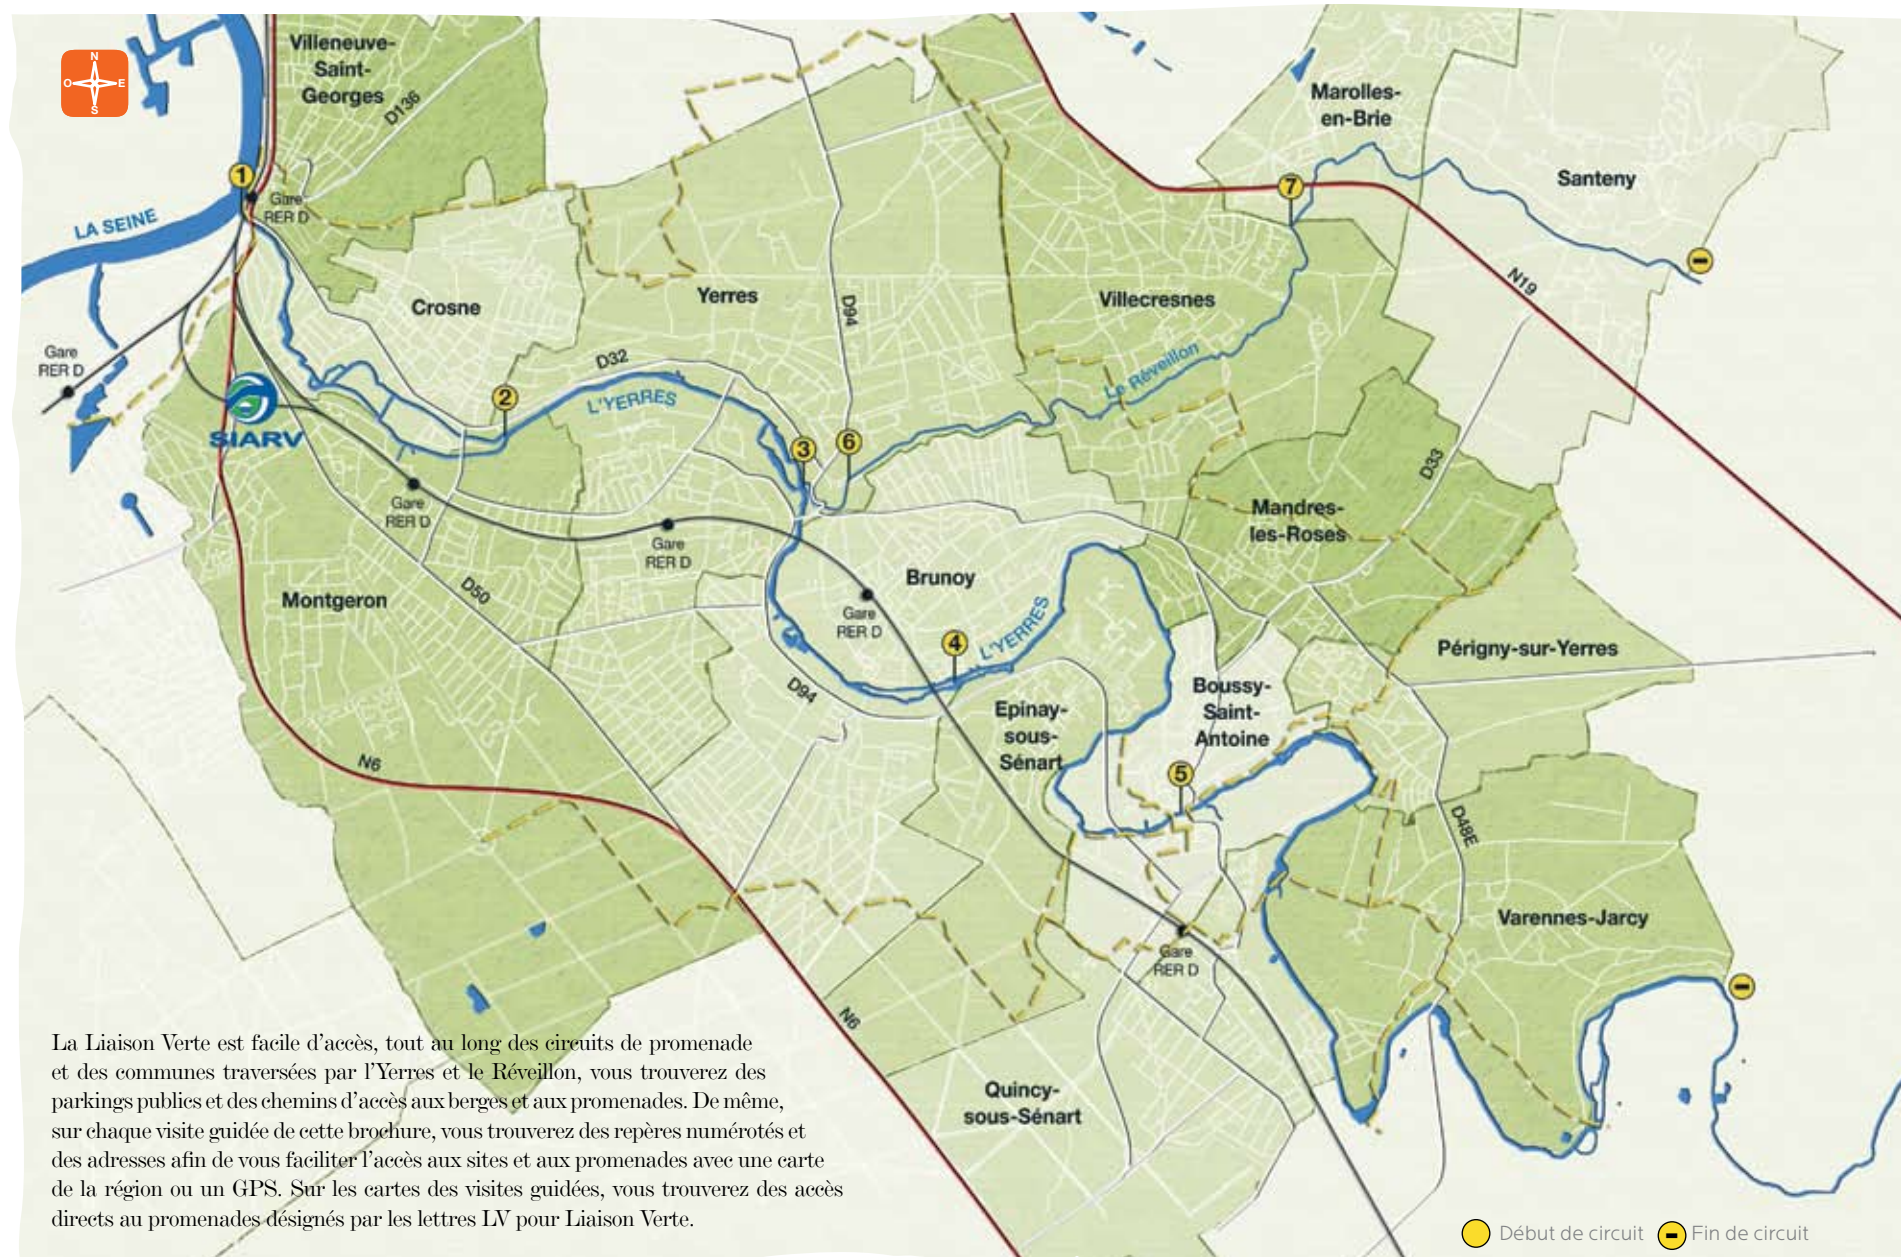 N
O
E
S
Villeneuve-
Saint-
Georges
D136
1
Gare
RER D
LA SEINE
Marolles-
en-Brie
Santeny
7
N19
Crosne
Yerres
D94
Villecresnes
Le Réveillon
Gare
RER D
SIARV
D32
2
L'YERRES
3
6
D33
Gare
RER D
Gare
RER D
Mandres-
les-Roses
Montgeron
D50
Brunoy
Gare
RER D
4
L'YERRES
Périgny-sur-Yerres
D94
Epinay-
sous-
Sénart
Boussy-
Saint-
Antoine
5
N6
D48E
Varennes-Jarcy
Gare
RER D
N6
Quincy-
sous-Sénart
La Liaison Verte est facile d'accès, tout au long des circuits de promenade
et des communes traversées par l'Yerres et le Réveillon, vous trouverez des
parkings publics et des chemins d'accès aux berges et aux promenades. De même,
sur chaque visite guidée de cette brochure, vous trouverez des repères numérotés et
des adresses afin de vous faciliter l'accès aux sites et aux promenades avec une carte
de la région ou un GPS. Sur les cartes des visites guidées, vous trouverez des accès
directs au promenades désignés par les lettres LV pour Liaison Verte.
Début de circuit
Fin de circuit